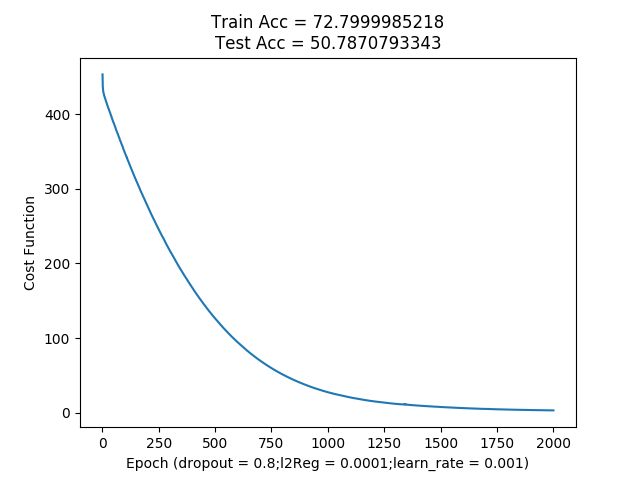 Train Acc = 72.7999985218
Test Acc = 50.7870793343
400
300
200
100
0
Cost Function
0 250 500 750 1000 1250 1500 1750 2000
Epoch (dropout = 0.8;l2Reg = 0.0001;learn_rate = 0.001)